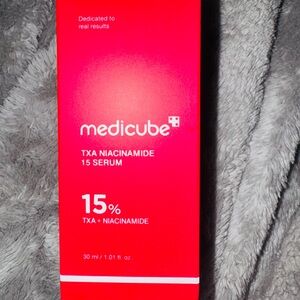 Dedicated to
real results
medicube
TXA NIACINAMIDE
15 SERUM
15%
TXA + NIACINAMIDE
30 ml / 1.01 fl oz